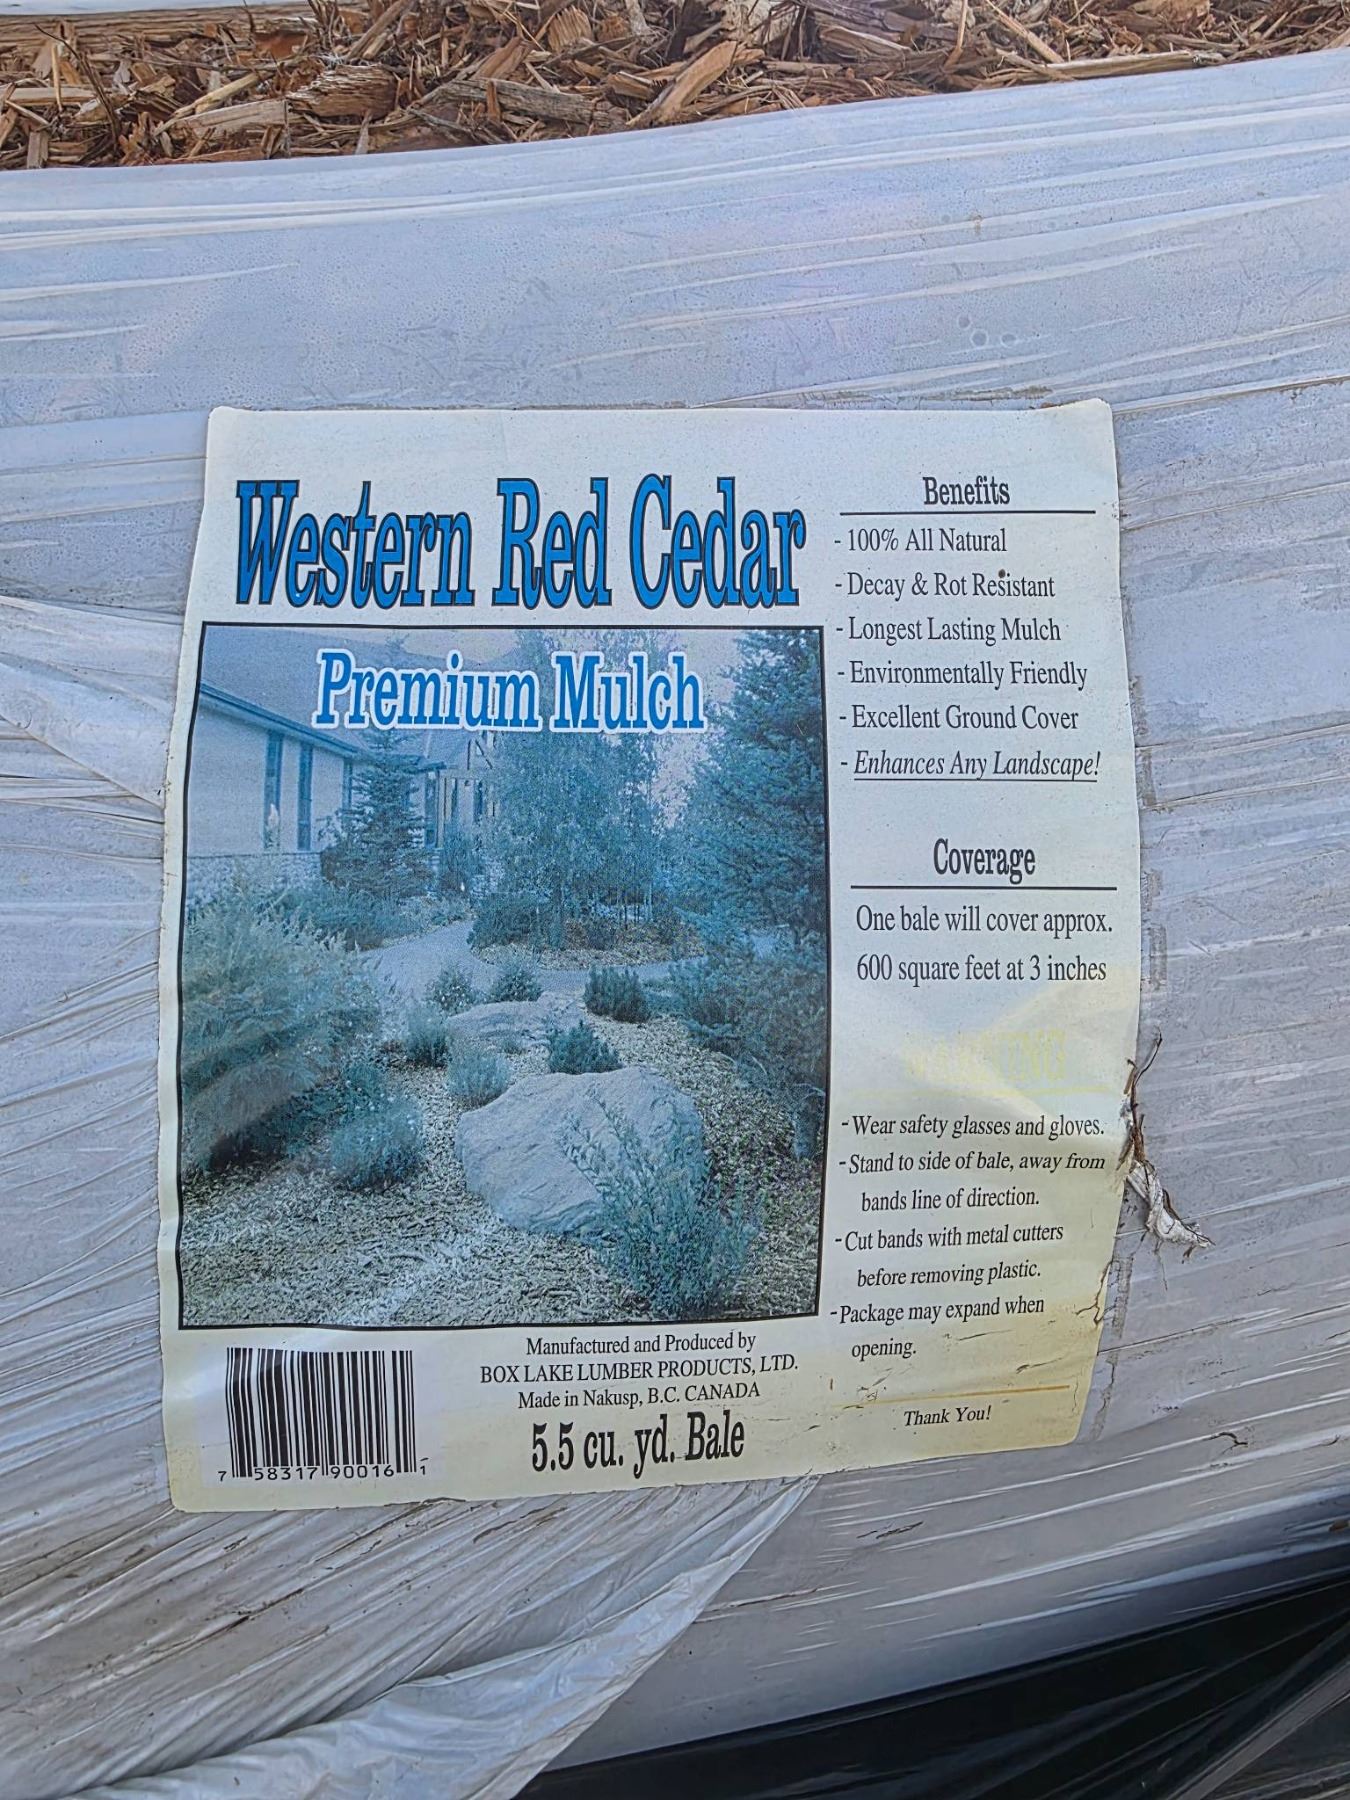 Western Red Cedar
Premium Mulch
Benefits
- 100% All Natural
- Decay & Rot Resistant
- Longest Lasting Mulch
- Environmentally Friendly
- Excellent Ground Cover
- Enhances Any Landscape!
Coverage
One bale will cover approx.
600 square feet at 3 inches
WARNING
- Wear safety glasses and gloves.
- Stand to side of bale, away from
bands line of direction.
- Cut bands with metal cutters
before removing plastic.
- Package may expand when
opening.
Thank You!
Manufactured and Produced by
BOX LAKE LUMBER PRODUCTS, LTD.
Made in Nakusp, B.C. CANADA
5.5 cu. yd. Bale
7 58317 90016 1